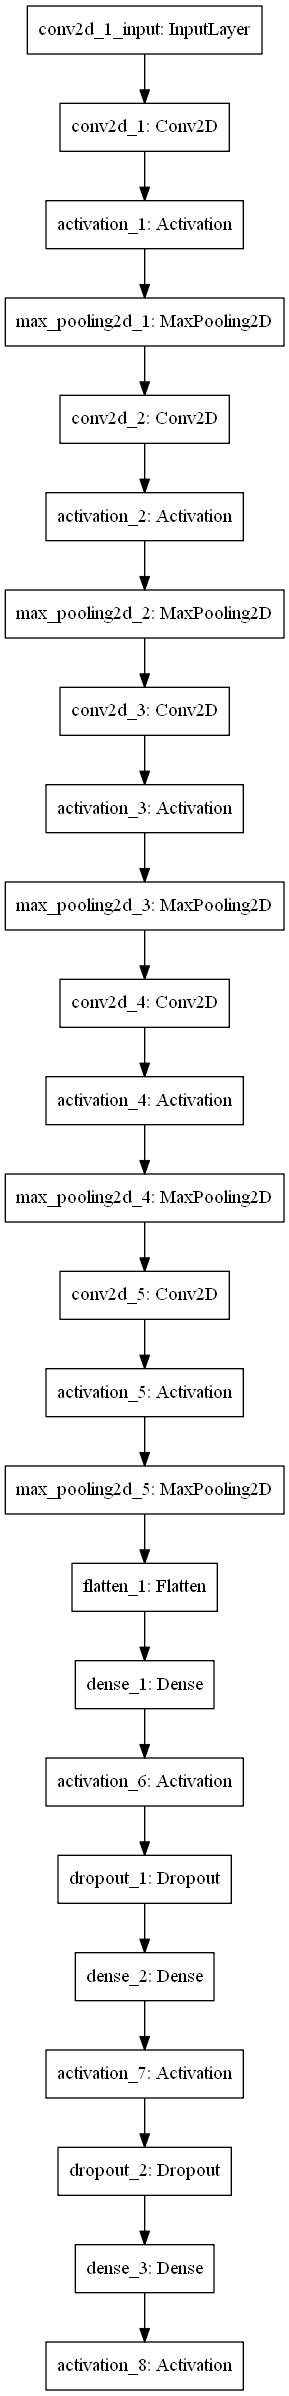 conv2d_1_input: InputLayer
conv2d_1: Conv2D
activation_1: Activation
max_pooling2d_1: MaxPooling2D
conv2d_2: Conv2D
activation_2: Activation
max_pooling2d_2: MaxPooling2D
conv2d_3: Conv2D
activation_3: Activation
max_pooling2d_3: MaxPooling2D
conv2d_4: Conv2D
activation_4: Activation
max_pooling2d_4: MaxPooling2D
conv2d_5: Conv2D
activation_5: Activation
max_pooling2d_5: MaxPooling2D
flatten_1: Flatten
dense_1: Dense
activation_6: Activation
dropout_1: Dropout
dense_2: Dense
activation_7: Activation
dropout_2: Dropout
dense_3: Dense
activation_8: Activation